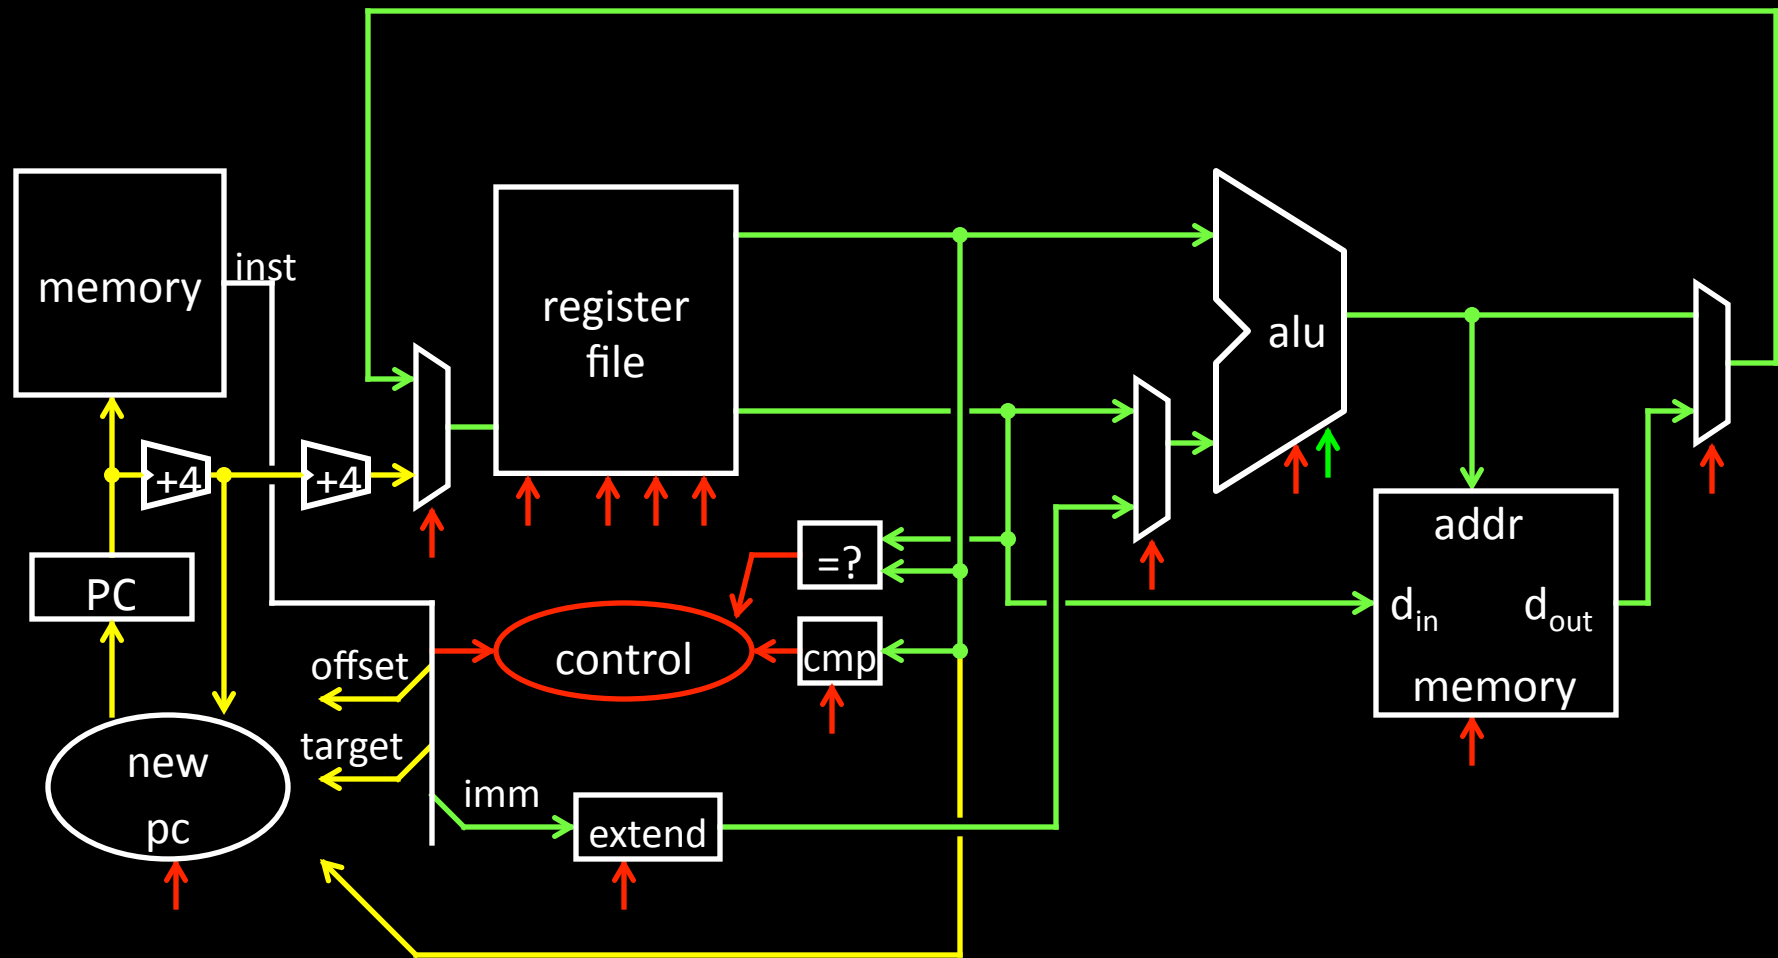 inst
memory
register
file
alu
+4
+4
addr
=?
PC
d_in
d_out
control
cmp
offset
memory
target
new
pc
imm
extend